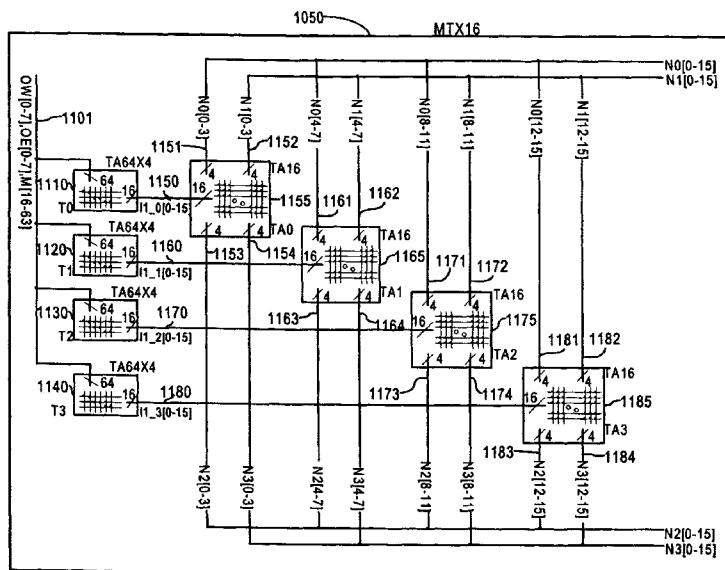 1050
MTX16
N0[0-15]
N1[0-15]
OW[0-7],OE[0-7],M[16-63]
1101
N0[0-3]
N1[0-3]
N0[4-7]
N1[4-7]
N0[8-11]
N1[8-11]
N0[12-15]
N1[12-15]
1151
1152
TA64X4
1110
64
16
T0
1150
I1_0[0-15]
4
4
TA16
16
1155
4
4
TA0
1153
1154
1161
1162
TA64X4
1120
64
16
T1
1160
I1_1[0-15]
4
4
TA16
16
1165
4
4
TA1
1163
1164
1171
1172
TA64X4
1130
64
16
T2
1170
I1_2[0-15]
4
4
TA16
16
1175
4
4
TA2
1173
1174
1181
1182
TA64X4
1140
64
16
T3
1180
I1_3[0-15]
4
4
TA16
16
1185
4
4
TA3
1183
1184
N2[0-3]
N3[0-3]
N2[4-7]
N3[4-7]
N2[8-11]
N3[8-11]
N2[12-15]
N3[12-15]
N2[0-15]
N3[0-15]